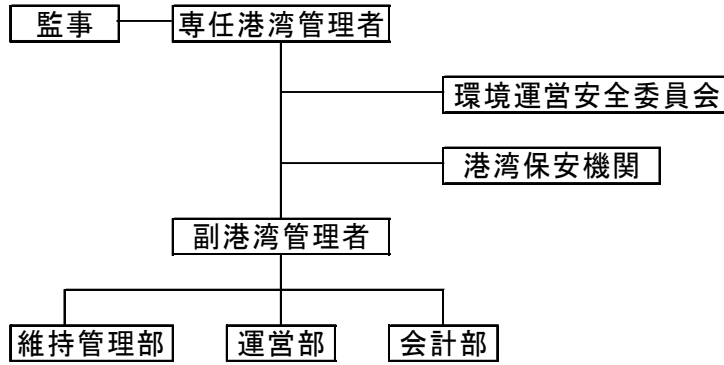 監事
専任港湾管理者
環境運営安全委員会
港湾保安機関
副港湾管理者
維持管理部
運営部
会計部